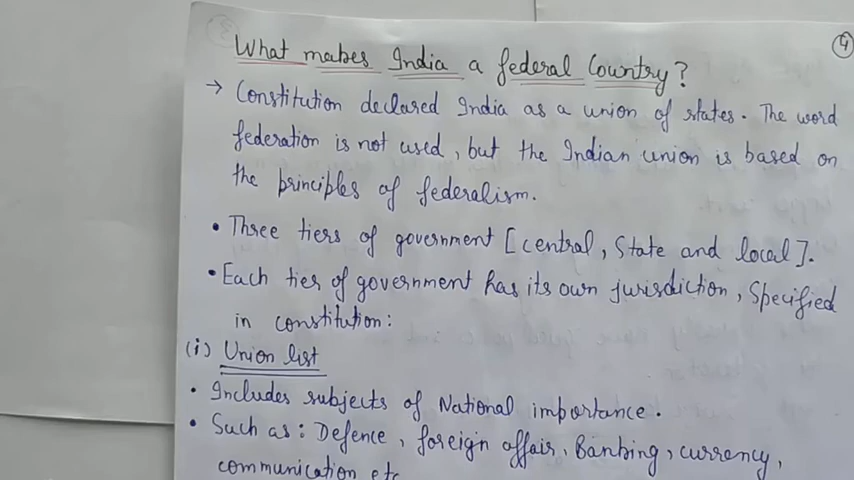 What makes India a federal Country?
4
→ Constitution declared India as a union of states. The word
federation is not used, but the Indian union is based on
the principles of federalism.
• Three tiers of government [central, State and local].
• Each tier of government has its own jurisdiction, Specified
in constitution:
(i) Union list
• Includes subjects of National importance.
• Such as: Defence, foreign affair, Banking, currency,
communication etc